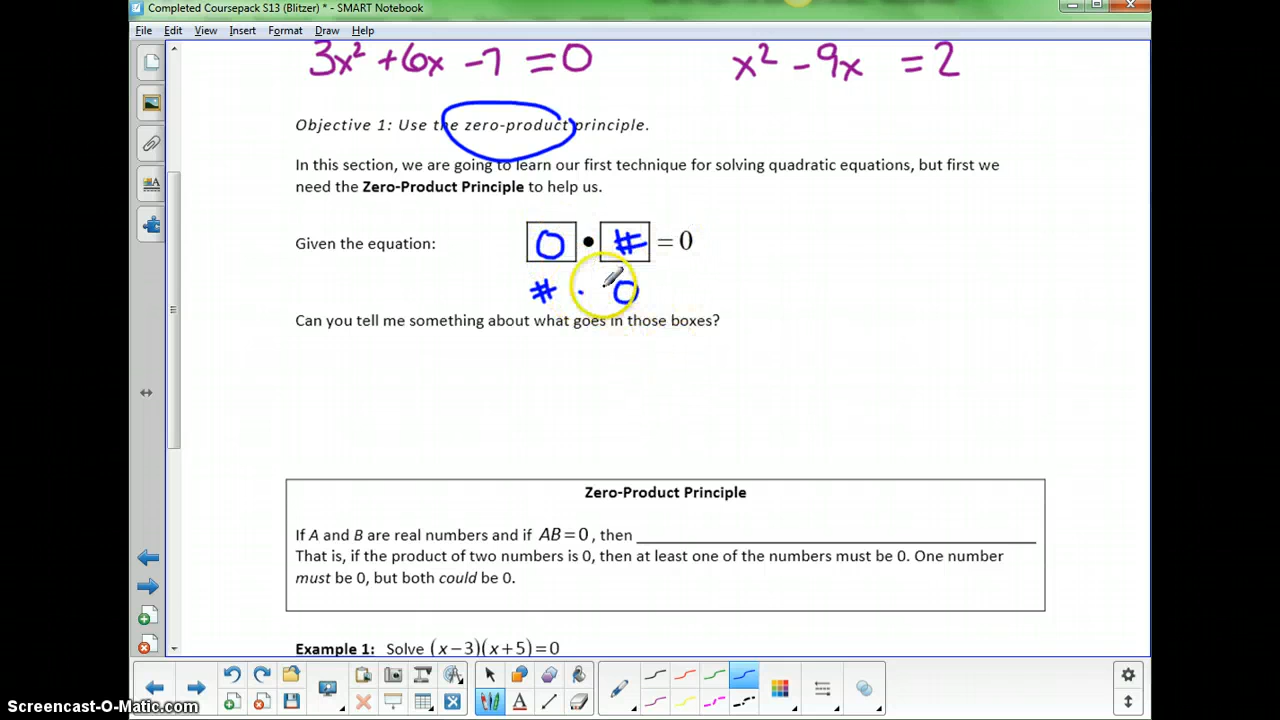 Completed Coursepack S13 (Blitzer) * - SMART Notebook
File Edit View Insert Format Draw Help
3x² + 6x - 7 = 0
x² - 9x = 2
Objective 1: Use the zero-product principle.
In this section, we are going to learn our first technique for solving quadratic equations, but first we
need the Zero-Product Principle to help us.
Given the equation: 0 • # = 0
# · 0
Can you tell me something about what goes in those boxes?
Zero-Product Principle
If A and B are real numbers and if AB = 0, then ____________________
That is, if the product of two numbers is 0, then at least one of the numbers must be 0. One number
must be 0, but both could be 0.
Example 1: Solve (x−3)(x+5)=0
Screencast-O-Matic.com